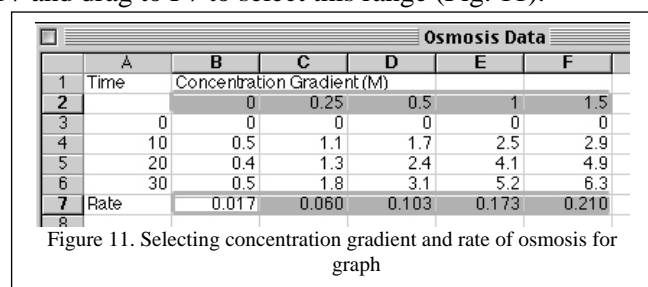 and drag to F7 to select this range (Fig. 11).
Osmosis Data
A B C D E F
1 Time Concentration Gradient (M)
2 0 0.25 0.5 1 1.5
3 0 0 0 0 0 0
4 10 0.5 1.1 1.7 2.5 2.9
5 20 0.4 1.3 2.4 4.1 4.9
6 30 0.5 1.8 3.1 5.2 6.3
7 Rate 0.017 0.060 0.103 0.173 0.210
8
Figure 11. Selecting concentration gradient and rate of osmosis for
graph